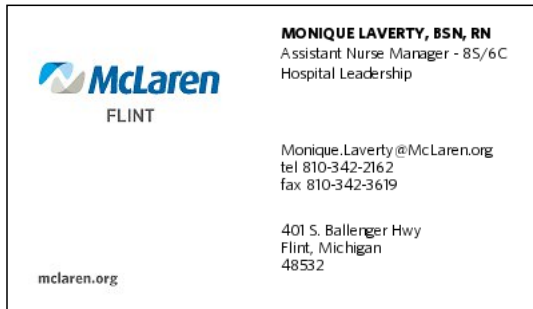 McLaren
FLINT
mclaren.org
MONIQUE LAVERTY, BSN, RN
Assistant Nurse Manager - 8S/6C
Hospital Leadership
Monique.Laverty@McLaren.org
tel 810-342-2162
fax 810-342-3619
401 S. Ballenger Hwy
Flint, Michigan
48532